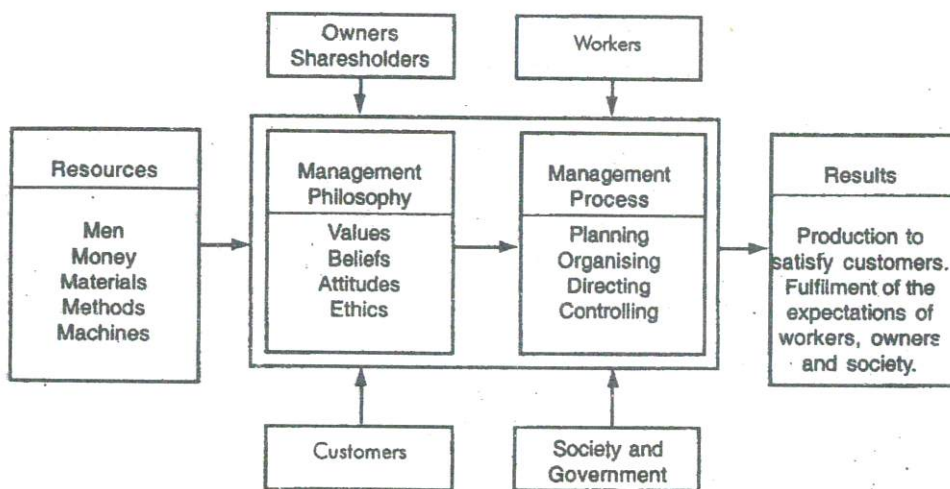 Owners
Sharesholders
Workers
Resources
Men
Money
Materials
Methods
Machines
Management
Philosophy
Values
Beliefs
Attitudes
Ethics
Management
Process
Planning
Organising
Directing
Controlling
Results
Production to
satisfy customers.
Fulfilment of the
expectations of
workers, owners
and society.
Customers
Society and
Government